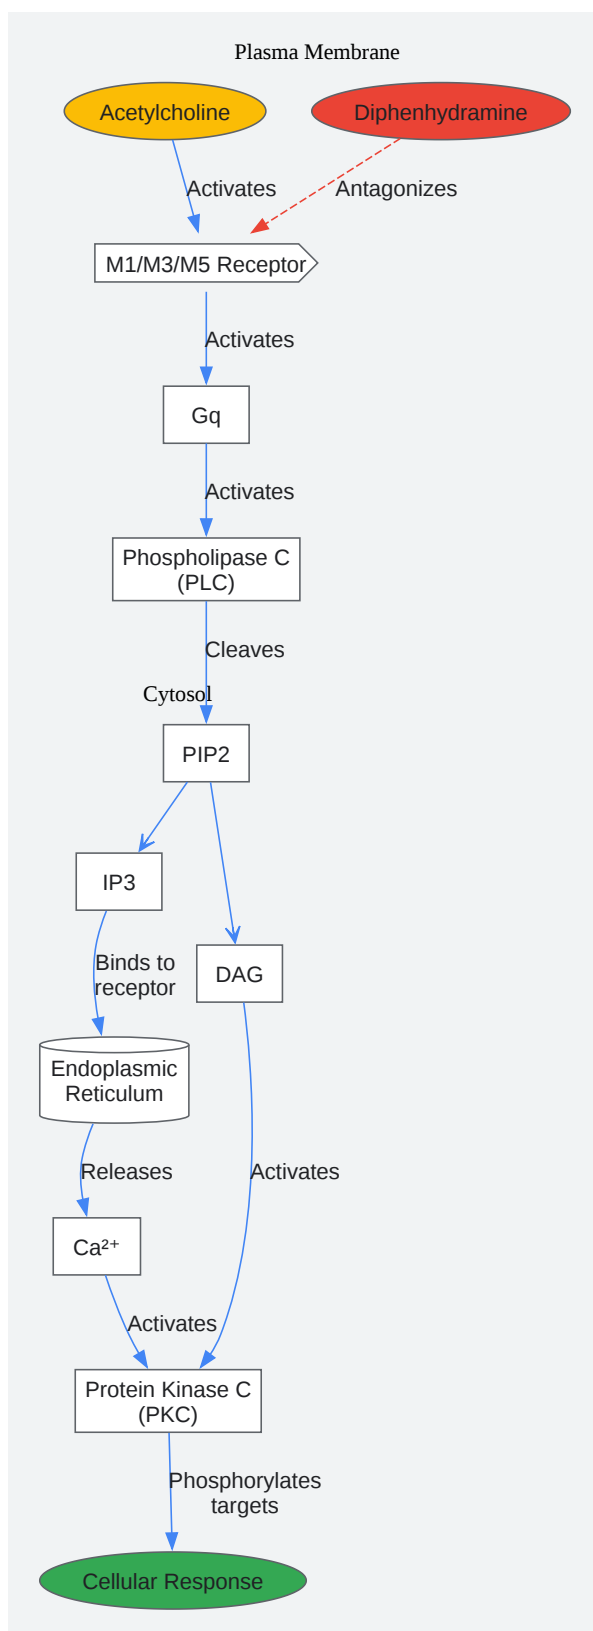 Plasma Membrane
Acetylcholine
Diphenhydramine
Activates
Antagonizes
M1/M3/M5 Receptor
Activates
Gq
Activates
Phospholipase C
(PLC)
Cleaves
Cytosol
PIP2
IP3
Binds to
receptor
DAG
Endoplasmic
Reticulum
Releases
Activates
Ca²⁺
Activates
Protein Kinase C
(PKC)
Phosphorylates
targets
Cellular Response